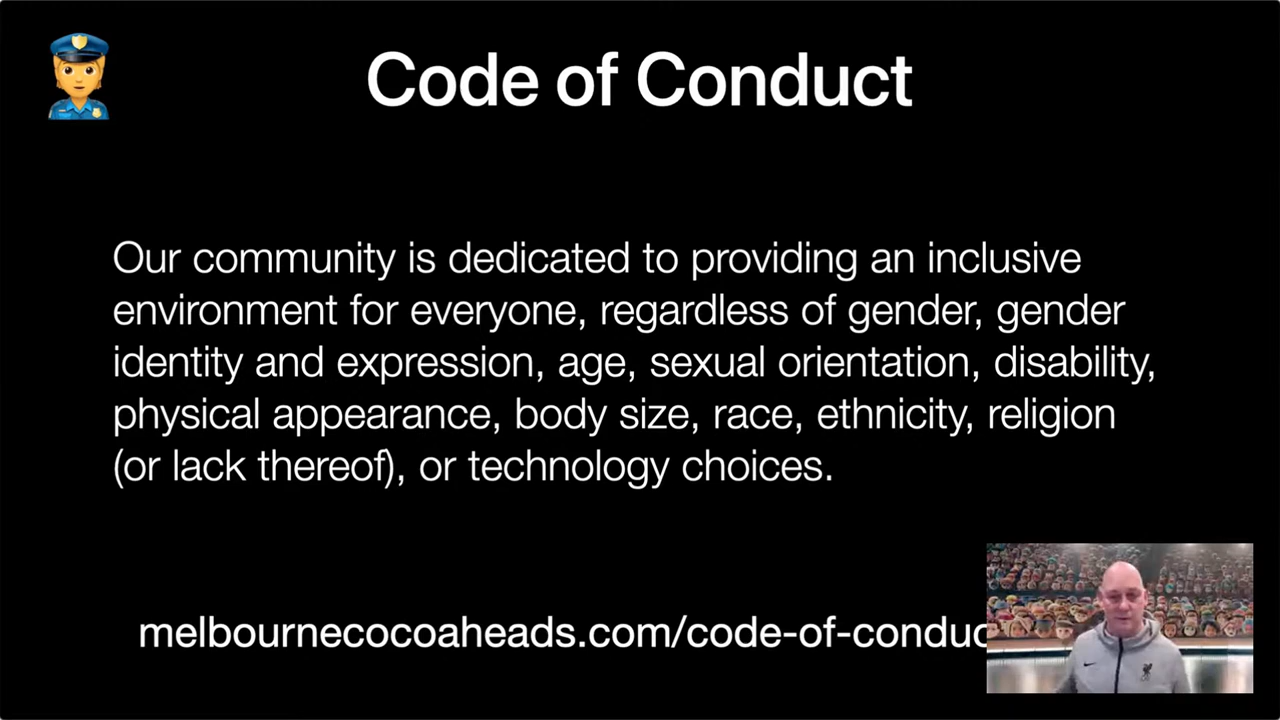 Code of Conduct
Our community is dedicated to providing an inclusive
environment for everyone, regardless of gender, gender
identity and expression, age, sexual orientation, disability,
physical appearance, body size, race, ethnicity, religion
(or lack thereof), or technology choices.
melbournecocoaheads.com/code-of-conduc